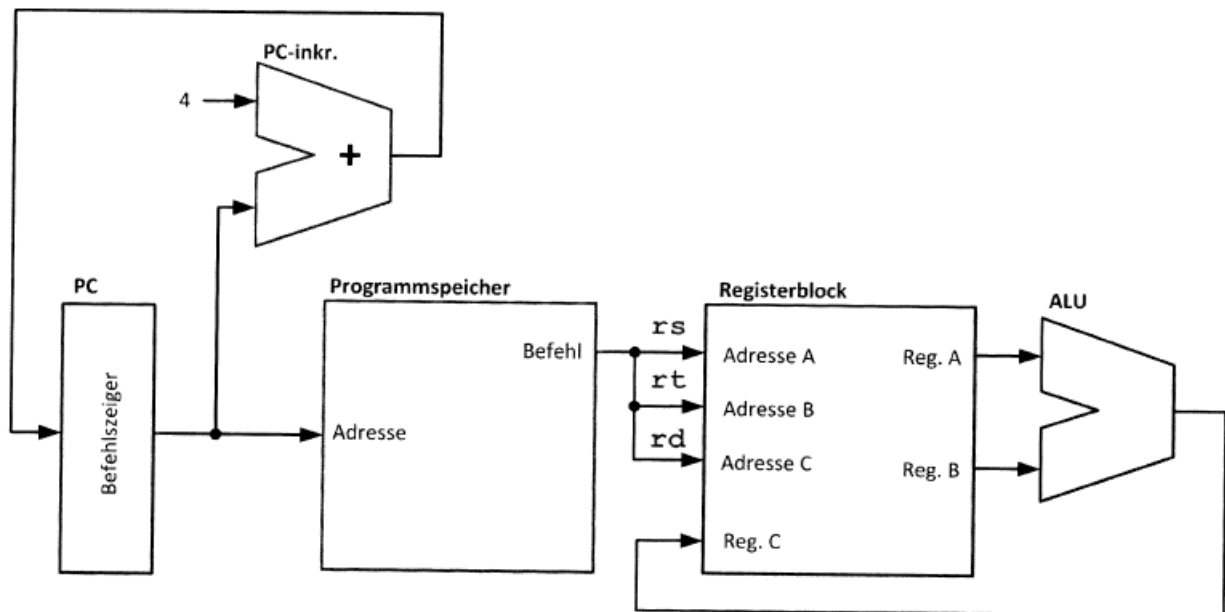 PC-inkr.
4
+
PC
Befehlszeiger
Programmspeicher
Befehl
Adresse
rs
rt
rd
Registerblock
Adresse A
Reg. A
Adresse B
Adresse C
Reg. B
Reg. C
ALU